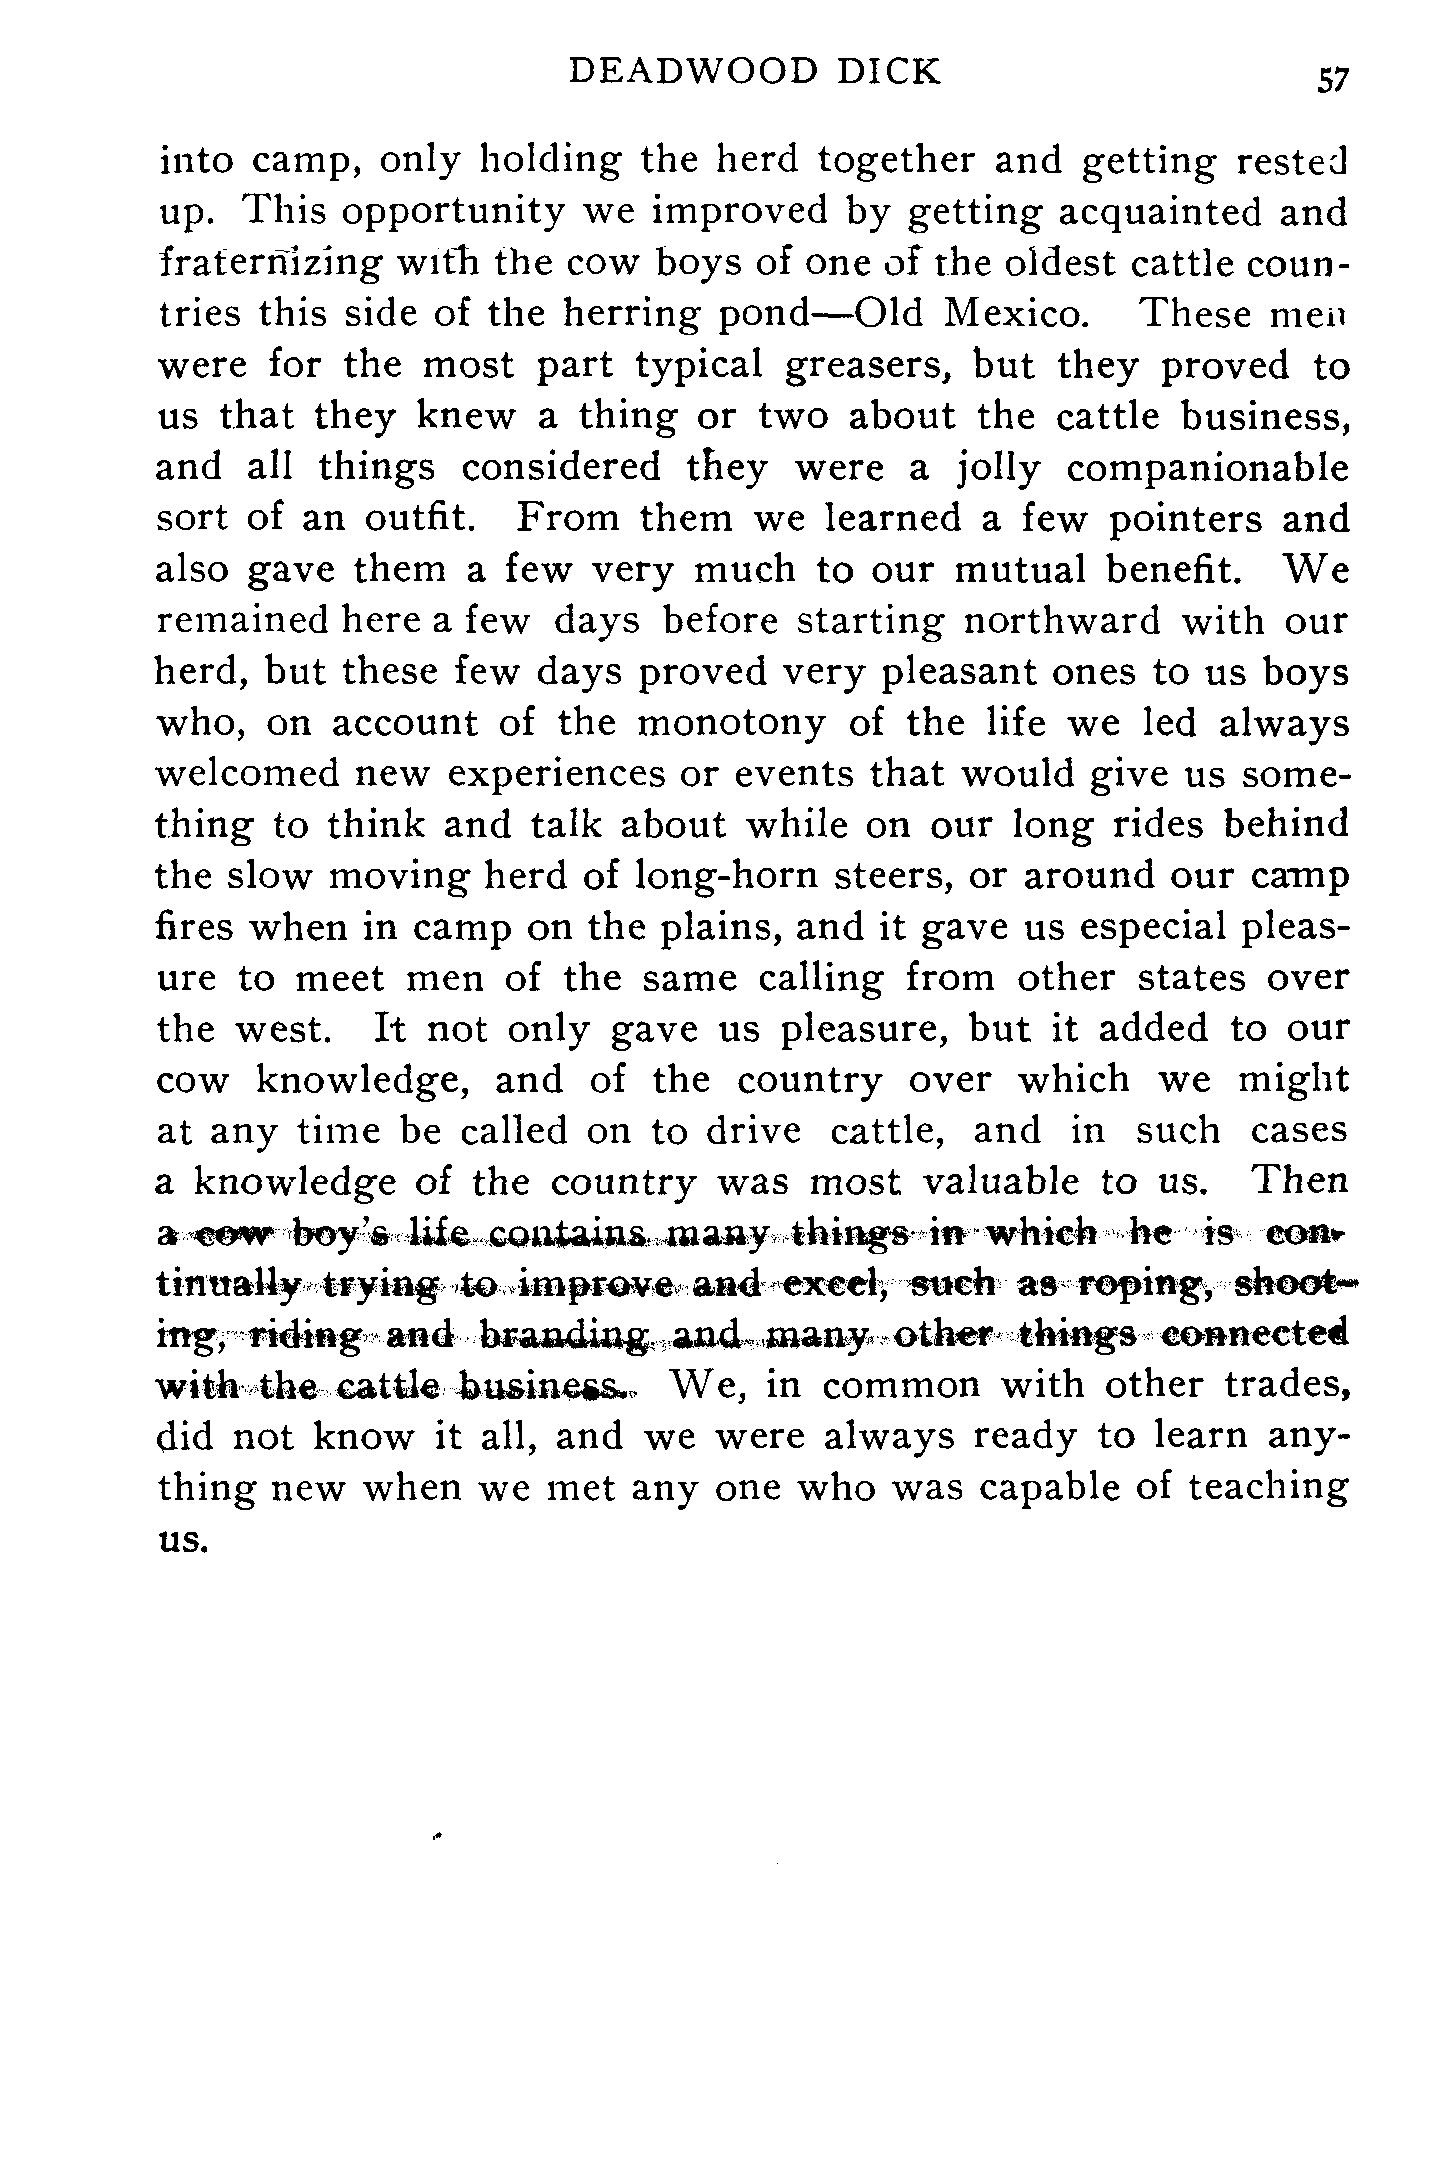 DEADWOOD DICK 57
into camp, only holding the herd together and getting rested
up. This opportunity we improved by getting acquainted and
fraternizing with the cow boys of one of the oldest cattle coun-
tries this side of the herring pond—Old Mexico. These men
were for the most part typical greasers, but they proved to
us that they knew a thing or two about the cattle business,
and all things considered they were a jolly companionable
sort of an outfit. From them we learned a few pointers and
also gave them a few very much to our mutual benefit. We
remained here a few days before starting northward with our
herd, but these few days proved very pleasant ones to us boys
who, on account of the monotony of the life we led always
welcomed new experiences or events that would give us some-
thing to think and talk about while on our long rides behind
the slow moving herd of long-horn steers, or around our camp
fires when in camp on the plains, and it gave us especial pleas-
ure to meet men of the same calling from other states over
the west. It not only gave us pleasure, but it added to our
cow knowledge, and of the country over which we might
at any time be called on to drive cattle, and in such cases
a knowledge of the country was most valuable to us. Then
a cow boy's life contains many things in which he is con-
tinually trying to improve and excel, such as roping, shoot-
ing, riding and branding and many other things connected
with the cattle business. We, in common with other trades,
did not know it all, and we were always ready to learn any-
thing new when we met any one who was capable of teaching
us.